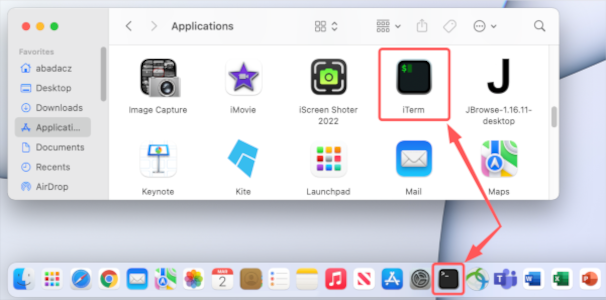 Applications
Favorites
abadacz
Desktop
Downloads
Applicati...
Documents
Recents
AirDrop
Image Capture
iMovie
iScreen Shoter
2022
$
iTerm
J
JBrowse-1.16.11-
desktop
Keynote
Kite
Launchpad
Mail
Maps
MAR
2
>_
T
W
X
P